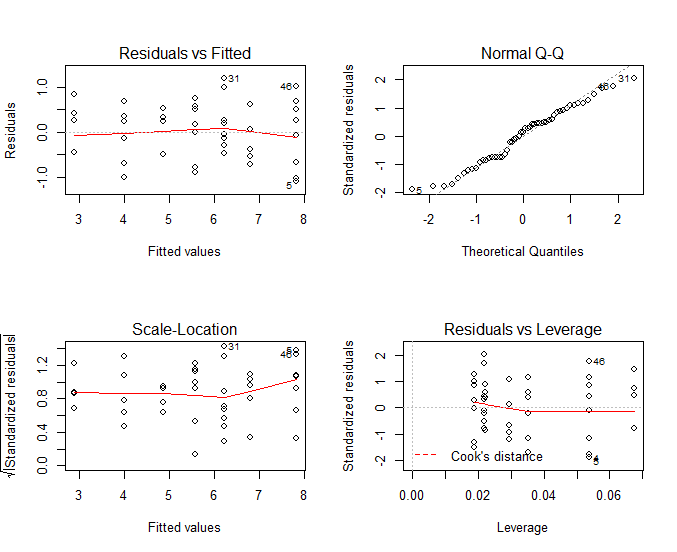 Residuals vs Fitted
Residuals
1.0
0.0
-1.0
31
46
5
3 4 5 6 7 8
Fitted values
Normal Q-Q
Standardized residuals
2
1
0
-1
-2
31
46
5
-2 -1 0 1 2
Theoretical Quantiles
Scale-Location
√|Standardized residuals|
1.2
0.8
0.4
0.0
31
5
46
3 4 5 6 7 8
Fitted values
Residuals vs Leverage
Standardized residuals
2
1
0
-1
-2
46
4
5
Cook's distance
0.00 0.02 0.04 0.06
Leverage